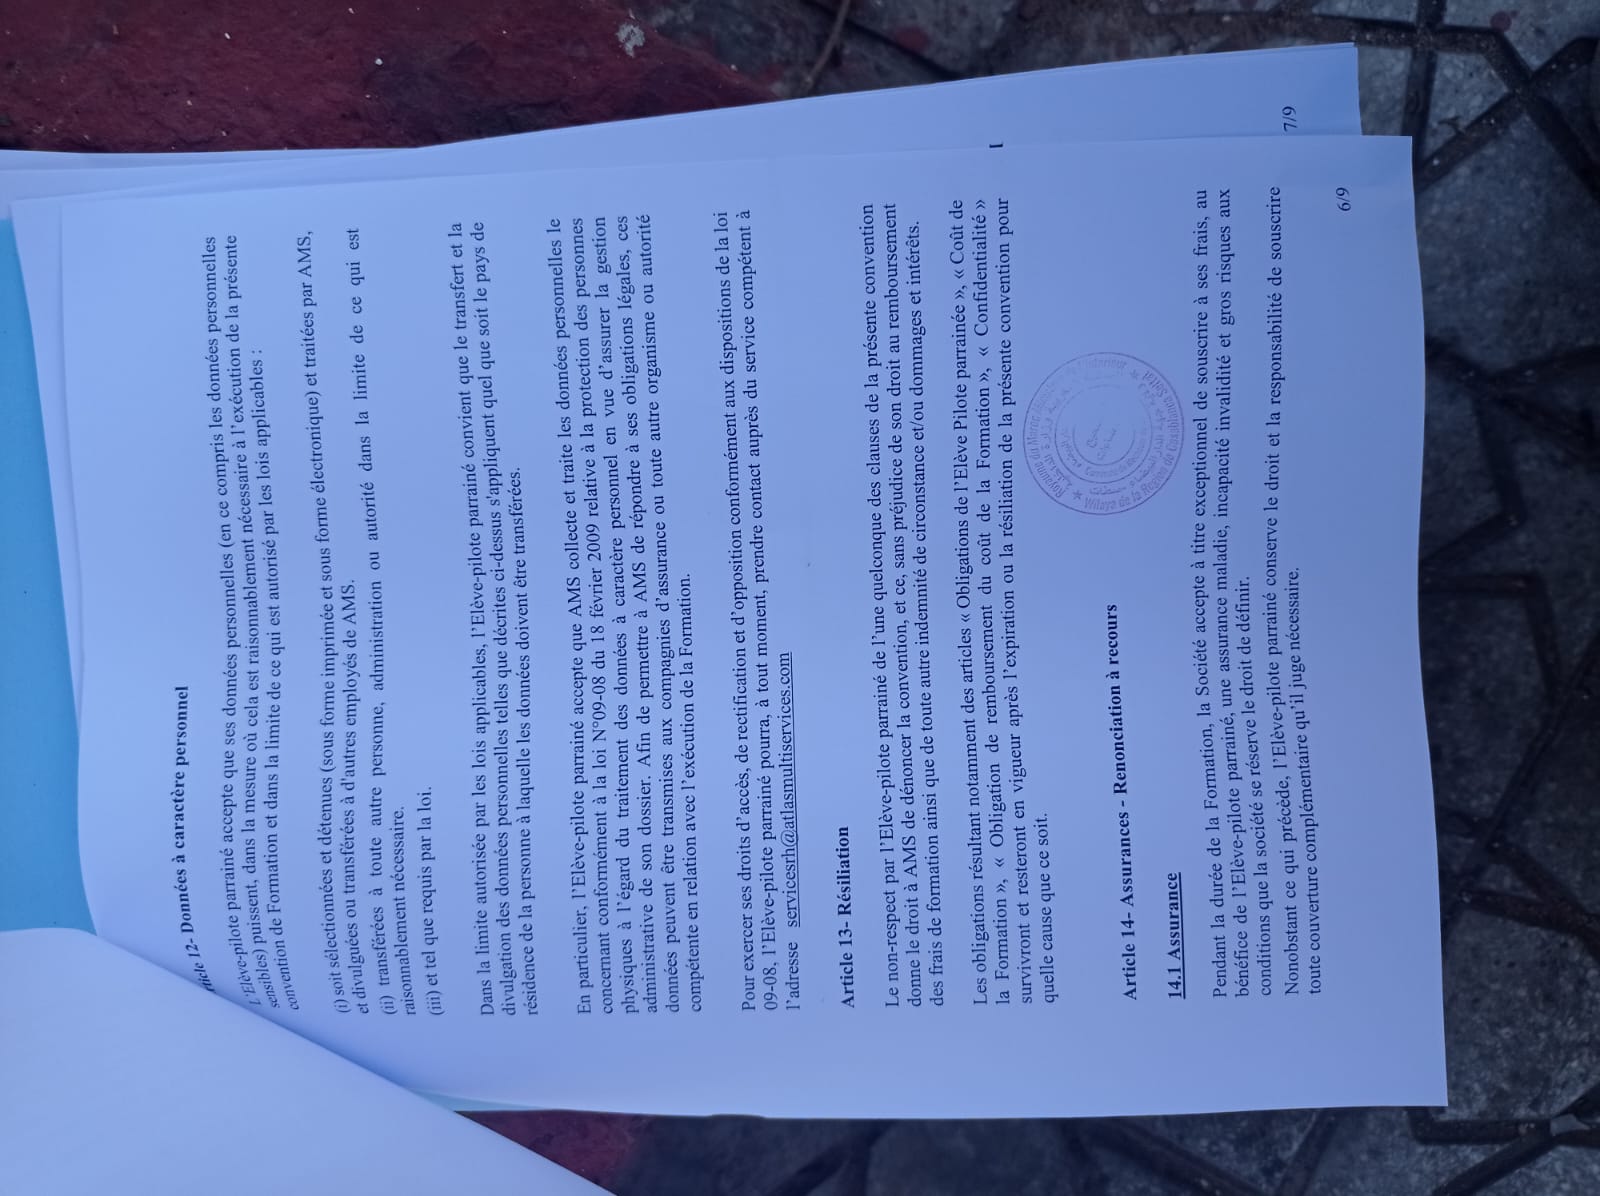 ticle 12- Données à caractère personnel
L'Elève-pilote parrainé accepte que ses données personnelles (en ce compris les données personnelles
sensibles) puissent, dans la mesure où cela est raisonnablement nécessaire à l'exécution de la présente
convention de Formation et dans la limite de ce qui est autorisé par les lois applicables :
(i) soit sélectionnées et détenues (sous forme imprimée et sous forme électronique) et traitées par AMS,
et divulguées ou transférées à d'autres employés de AMS.
(ii) transférées à toute autre personne, administration ou autorité dans la limite de ce qui est
raisonnablement nécessaire.
(iii) et tel que requis par la loi.
Dans la limite autorisée par les lois applicables, l'Elève-pilote parrainé convient que le transfert et la
divulgation des données personnelles telles que décrites ci-dessus s'appliquent quel que soit le pays de
résidence de la personne à laquelle les données doivent être transférées.
En particulier, l'Elève-pilote parrainé accepte que AMS collecte et traite les données personnelles le
concernant conformément à la loi N°09-08 du 18 février 2009 relative à la protection des personnes
physiques à l'égard du traitement des données à caractère personnel en vue d'assurer la gestion
administrative de son dossier. Afin de permettre à AMS de répondre à ses obligations légales, ces
données peuvent être transmises aux compagnies d'assurance ou toute autre organisme ou autorité
compétente en relation avec l'exécution de la Formation.
Pour exercer ses droits d'accès, de rectification et d'opposition conformément aux dispositions de la loi
09-08, l'Elève-pilote parrainé pourra, à tout moment, prendre contact auprès du service compétent à
l'adresse servicesrh@atlasmultiservices.com
Article 13- Résiliation
Le non-respect par l'Elève-pilote parrainé de l'une quelconque des clauses de la présente convention
donne le droit à AMS de dénoncer la convention, et ce, sans préjudice de son droit au remboursement
des frais de formation ainsi que de toute autre indemnité de circonstance et/ou dommages et intérêts.
Les obligations résultant notamment des articles « Obligations de l'Elève Pilote parrainée », « Coût de
la Formation », « Obligation de remboursement du coût de la Formation », « Confidentialité »
survivront et resteront en vigueur après l'expiration ou la résiliation de la présente convention pour
quelle cause que ce soit.
Royaume du Maroc
Wilaya de la Région de Casablanca Settat
Article 14- Assurances - Renonciation à recours
14.1 Assurance
Pendant la durée de la Formation, la Société accepte à titre exceptionnel de souscrire à ses frais, au
bénéfice de l'Elève-pilote parrainé, une assurance maladie, incapacité invalidité et gros risques aux
conditions que la société se réserve le droit de définir.
Nonobstant ce qui précède, l'Elève-pilote parrainé conserve le droit et la responsabilité de souscrire
toute couverture complémentaire qu'il juge nécessaire.
6/9
7/9